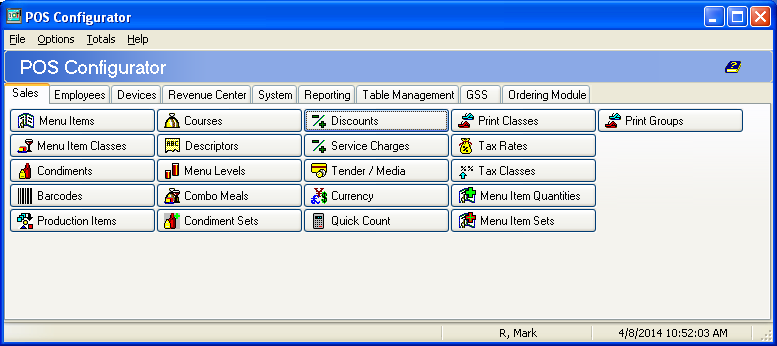 POS Configurator
File Options Totals Help
POS Configurator
Sales Employees Devices Revenue Center System Reporting Table Management GSS Ordering Module
Menu Items Courses Discounts Print Classes Print Groups
Menu Item Classes ABC Descriptors Service Charges Tax Rates
Condiments Menu Levels Tender / Media Tax Classes
Barcodes Combo Meals Currency Menu Item Quantities
Production Items Condiment Sets Quick Count Menu Item Sets
R, Mark 4/8/2014 10:52:03 AM